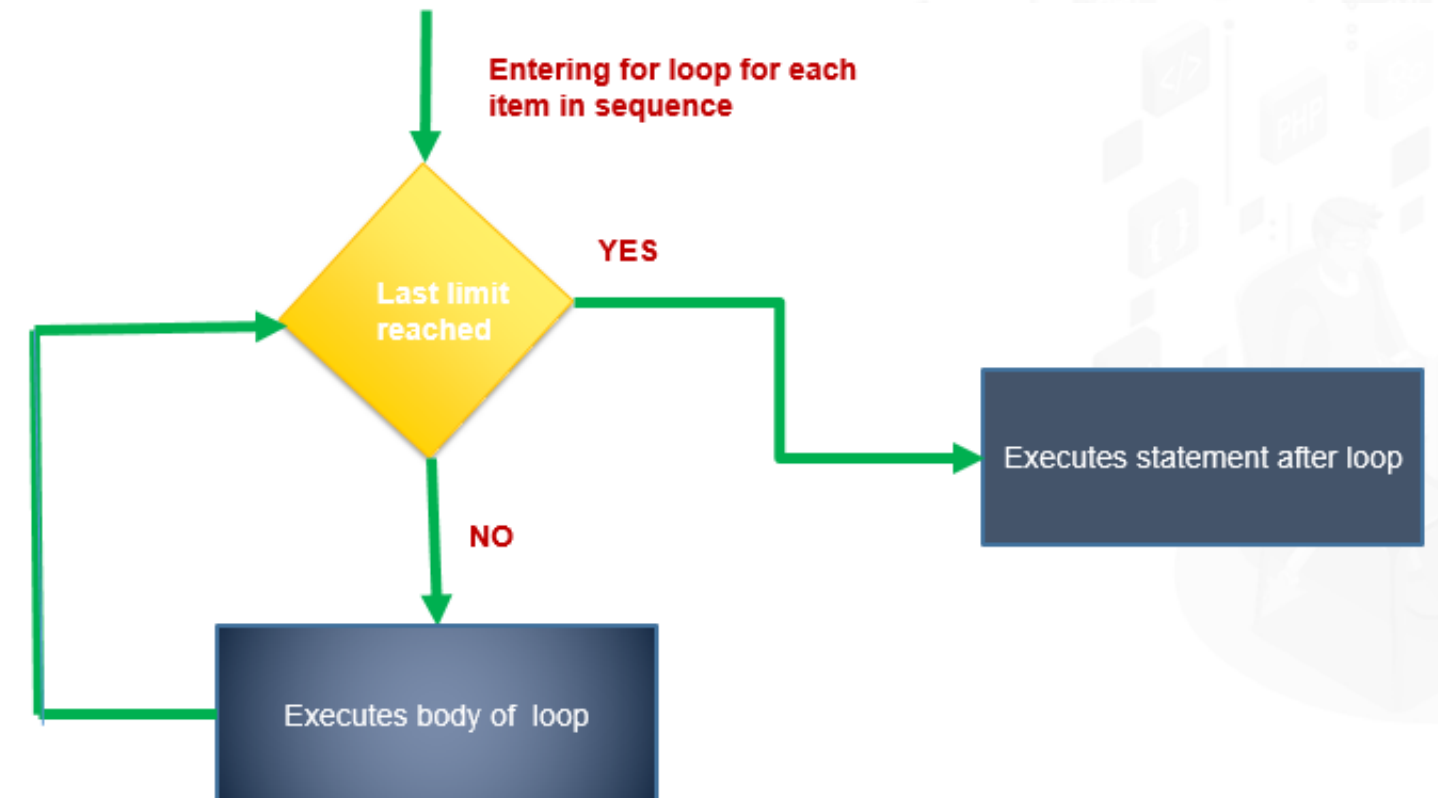 Entering for loop for each
item in sequence
YES
Last limit
reached
Executes statement after loop
NO
Executes body of loop
</>
PHP
{ }